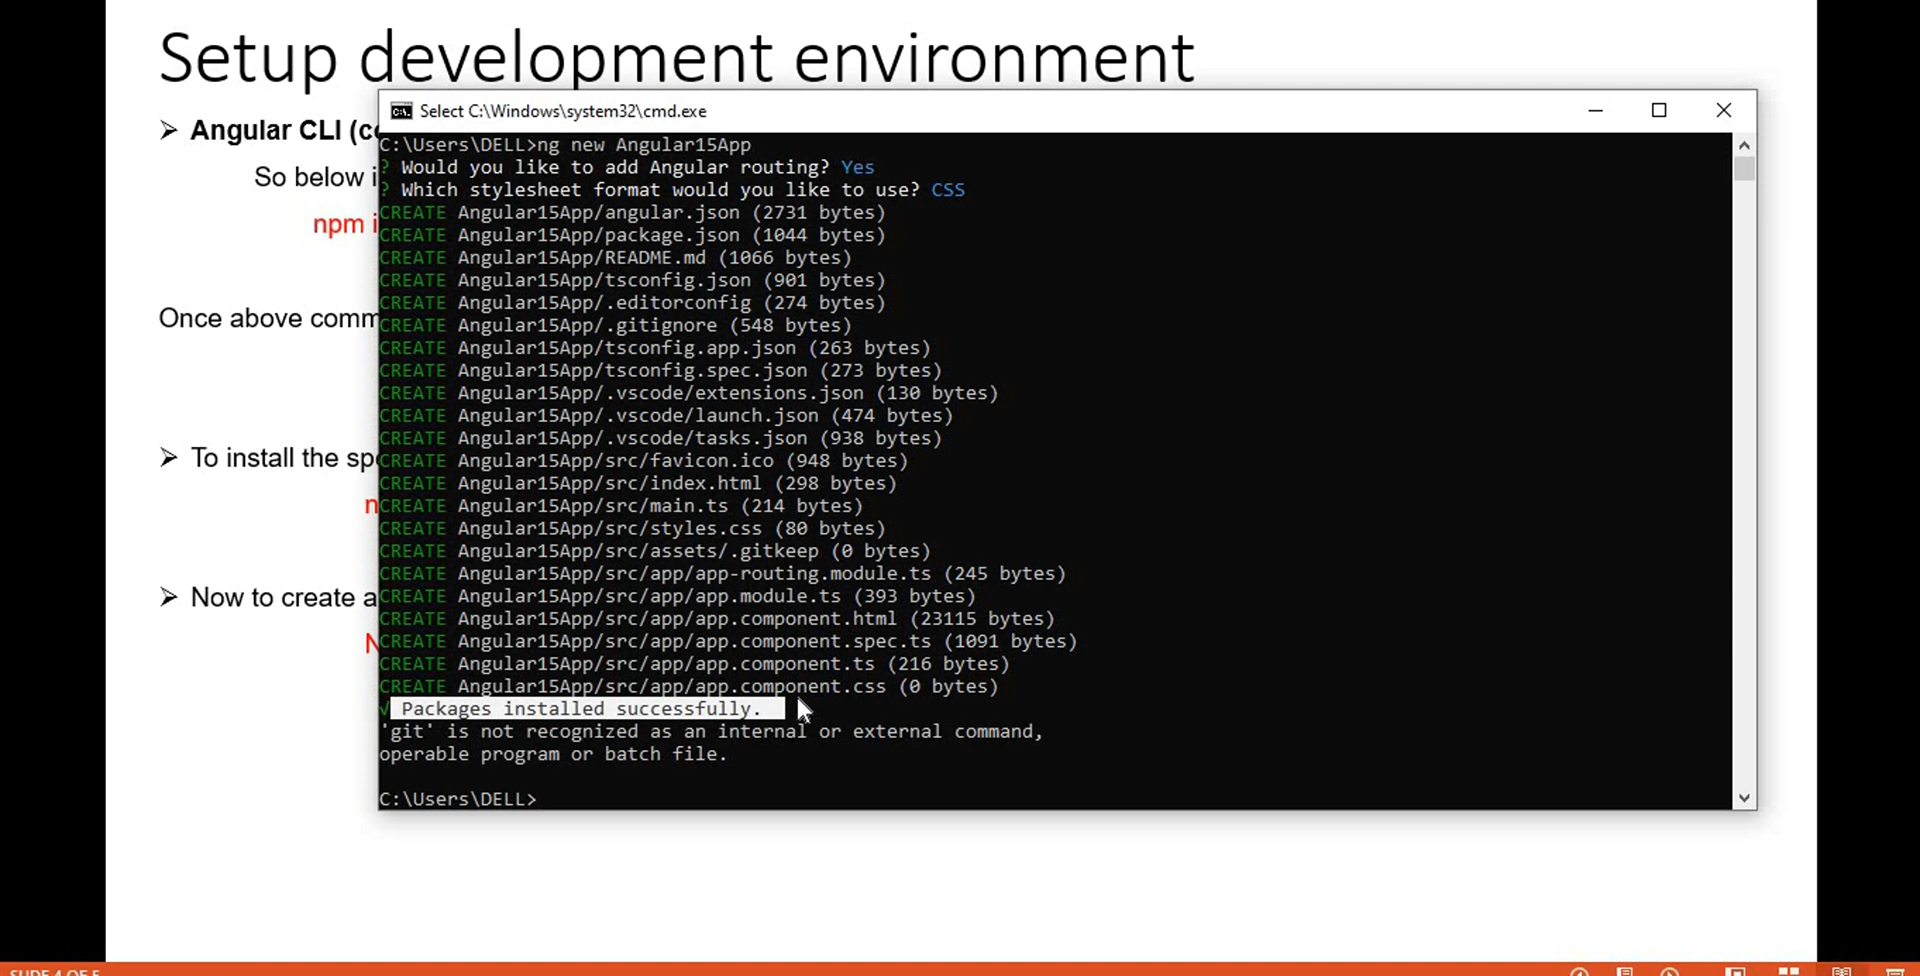 Setup development environment
Select C:\Windows\system32\cmd.exe
Angular CLI (co
So below i
npm i
Once above comm
To install the spe
n
Now to create a
N
C:\Users\DELL>ng new Angular15App
? Would you like to add Angular routing? Yes
? Which stylesheet format would you like to use? CSS
CREATE Angular15App/angular.json (2731 bytes)
CREATE Angular15App/package.json (1044 bytes)
CREATE Angular15App/README.md (1066 bytes)
CREATE Angular15App/tsconfig.json (901 bytes)
CREATE Angular15App/.editorconfig (274 bytes)
CREATE Angular15App/.gitignore (548 bytes)
CREATE Angular15App/tsconfig.app.json (263 bytes)
CREATE Angular15App/tsconfig.spec.json (273 bytes)
CREATE Angular15App/.vscode/extensions.json (130 bytes)
CREATE Angular15App/.vscode/launch.json (474 bytes)
CREATE Angular15App/.vscode/tasks.json (938 bytes)
CREATE Angular15App/src/favicon.ico (948 bytes)
CREATE Angular15App/src/index.html (298 bytes)
CREATE Angular15App/src/main.ts (214 bytes)
CREATE Angular15App/src/styles.css (80 bytes)
CREATE Angular15App/src/assets/.gitkeep (0 bytes)
CREATE Angular15App/src/app/app-routing.module.ts (245 bytes)
CREATE Angular15App/src/app/app.module.ts (393 bytes)
CREATE Angular15App/src/app/app.component.html (23115 bytes)
CREATE Angular15App/src/app/app.component.spec.ts (1091 bytes)
CREATE Angular15App/src/app/app.component.ts (216 bytes)
CREATE Angular15App/src/app/app.component.css (0 bytes)
√ Packages installed successfully.
'git' is not recognized as an internal or external command,
operable program or batch file.
C:\Users\DELL>
SLIDE 4 OF 5